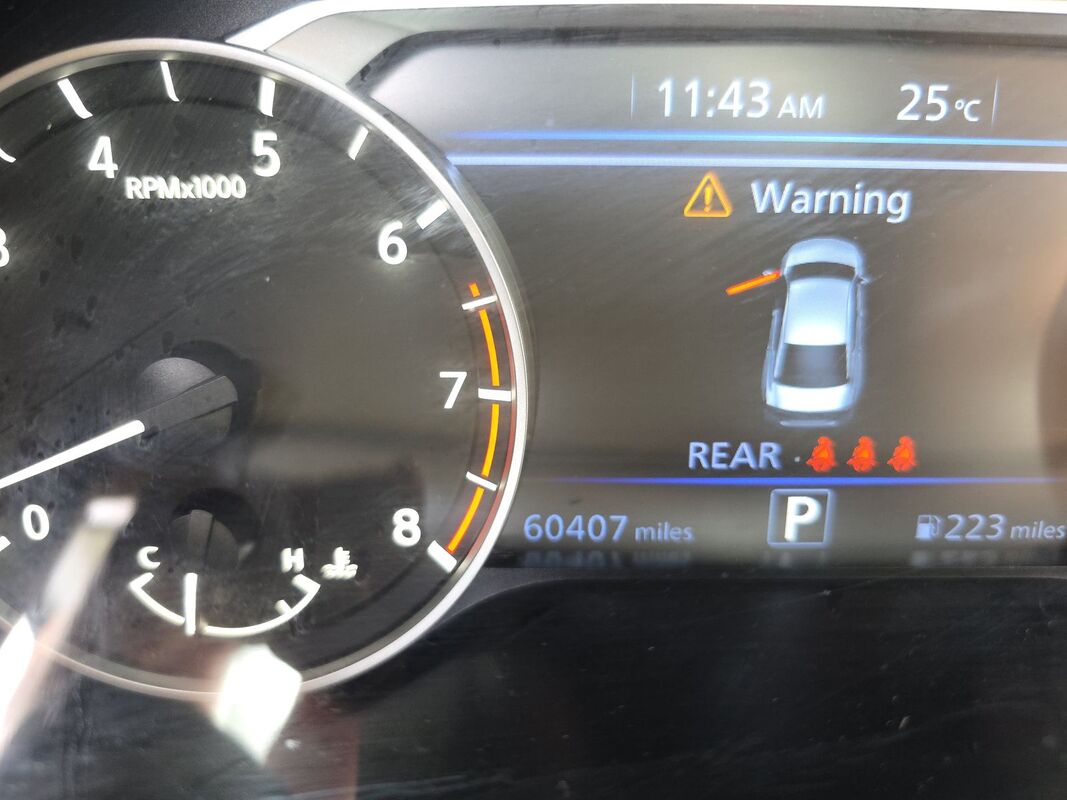 11:43 AM 25°C
Warning
4 5
RPMx1000
6
7
REAR
0 8
60407 miles P 223 miles
C H